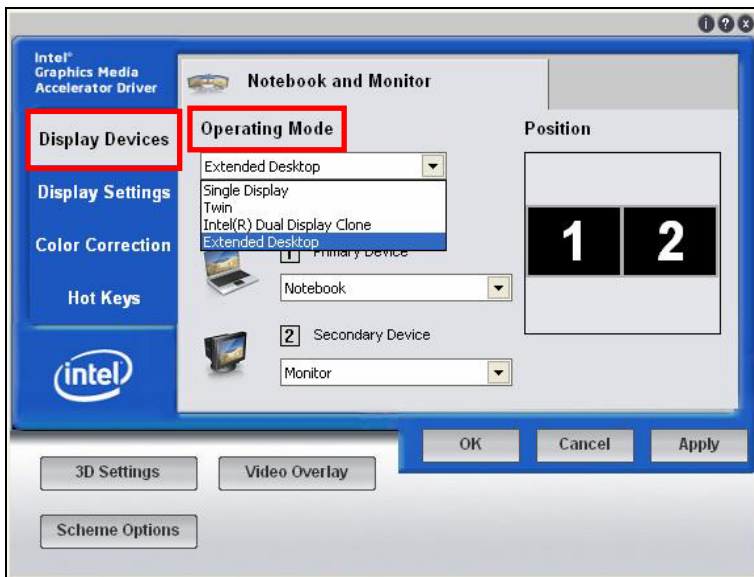 Intel®
Graphics Media
Accelerator Driver
Notebook and Monitor
Display Devices
Display Settings
Color Correction
Hot Keys
intel
Operating Mode
Extended Desktop
Single Display
Twin
Intel(R) Dual Display Clone
Extended Desktop
1 Primary Device
Notebook
2 Secondary Device
Monitor
Position
1 2
OK Cancel Apply
3D Settings Video Overlay
Scheme Options